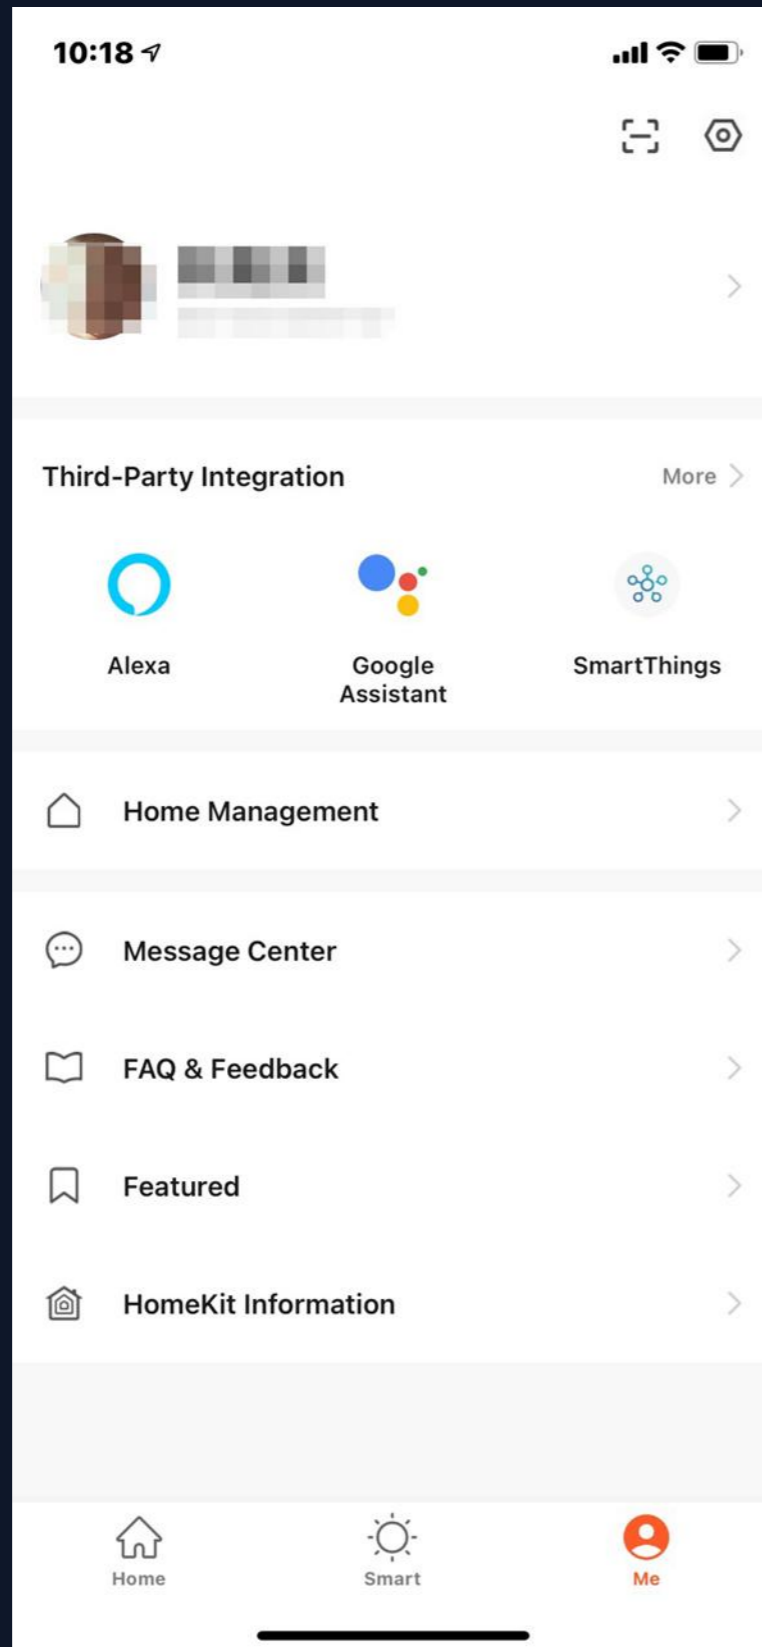 10:18
Third-Party Integration
More
Alexa
Google
Assistant
SmartThings
Home Management
Message Center
FAQ & Feedback
Featured
HomeKit Information
Home
Smart
Me